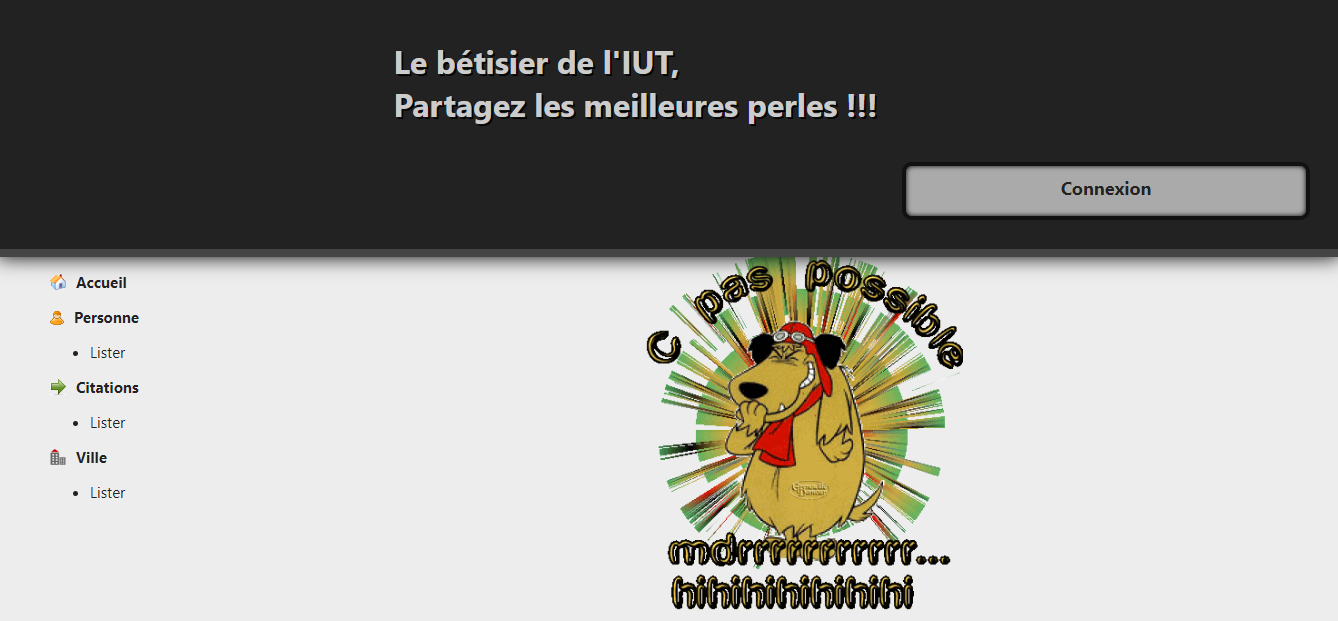 Le bétisier de l'IUT,
Partagez les meilleures perles !!!
Connexion
Accueil
Personne
Lister
Citations
Lister
Ville
Lister
C pas possible
mdrrrrrrrrrrr...
hihihihihihihi